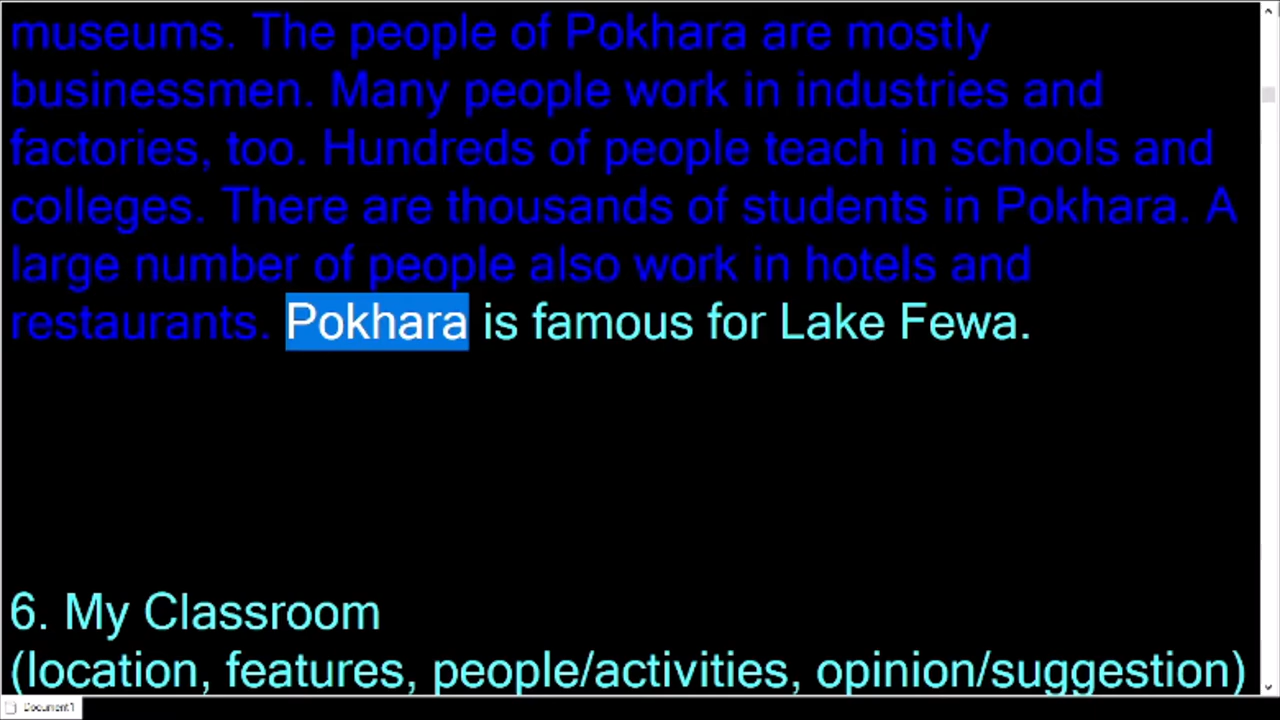 museums. The people of Pokhara are mostly
businessmen. Many people work in industries and
factories, too. Hundreds of people teach in schools and
colleges. There are thousands of students in Pokhara. A
large number of people also work in hotels and
restaurants. Pokhara is famous for Lake Fewa.
6. My Classroom
(location, features, people/activities, opinion/suggestion)
Document1